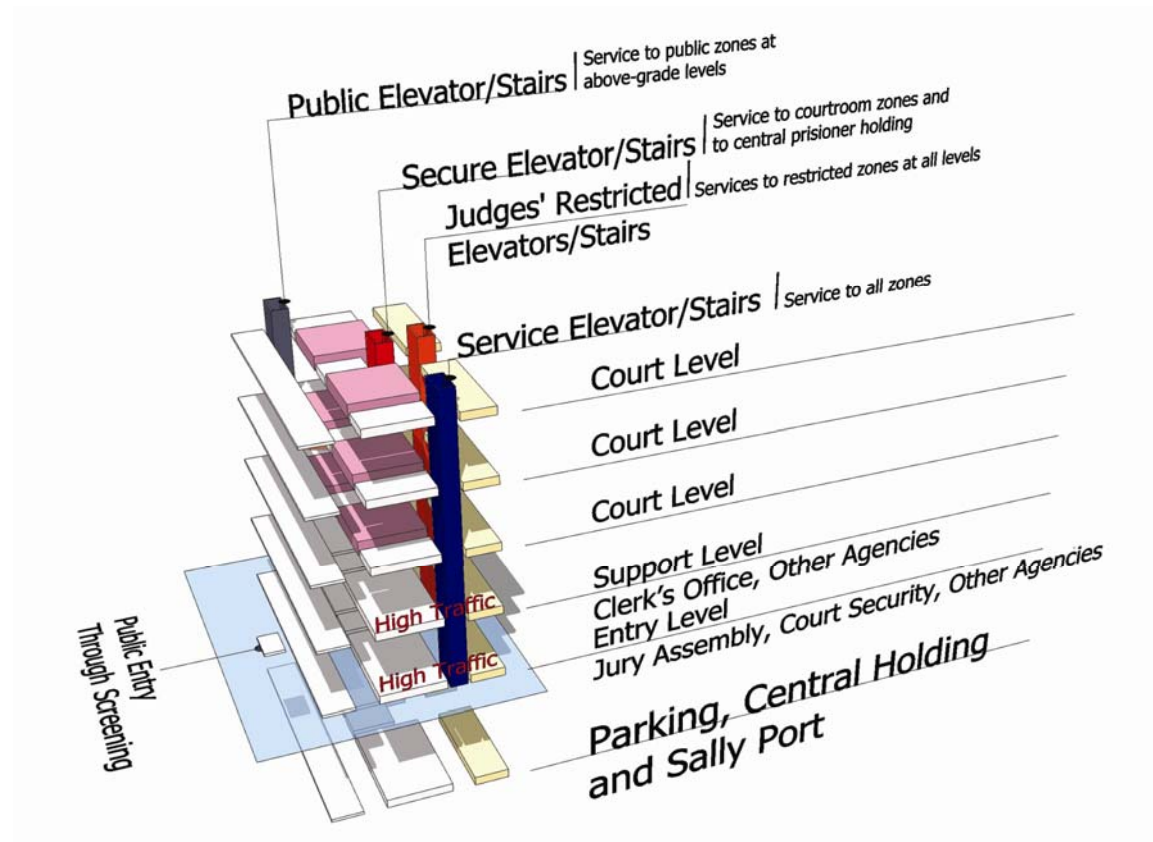 Public Elevator/Stairs
Service to public zones at
above-grade levels
Secure Elevator/Stairs
Service to courtroom zones and
to central prisioner holding
Judges' Restricted
Elevators/Stairs
Services to restricted zones at all levels
Service Elevator/Stairs
Service to all zones
Court Level
Court Level
Court Level
Support Level
Clerk's Office, Other Agencies
Entry Level
Jury Assembly, Court Security, Other Agencies
High Traffic
High Traffic
Public Entry
Through Screening
Parking, Central Holding
and Sally Port